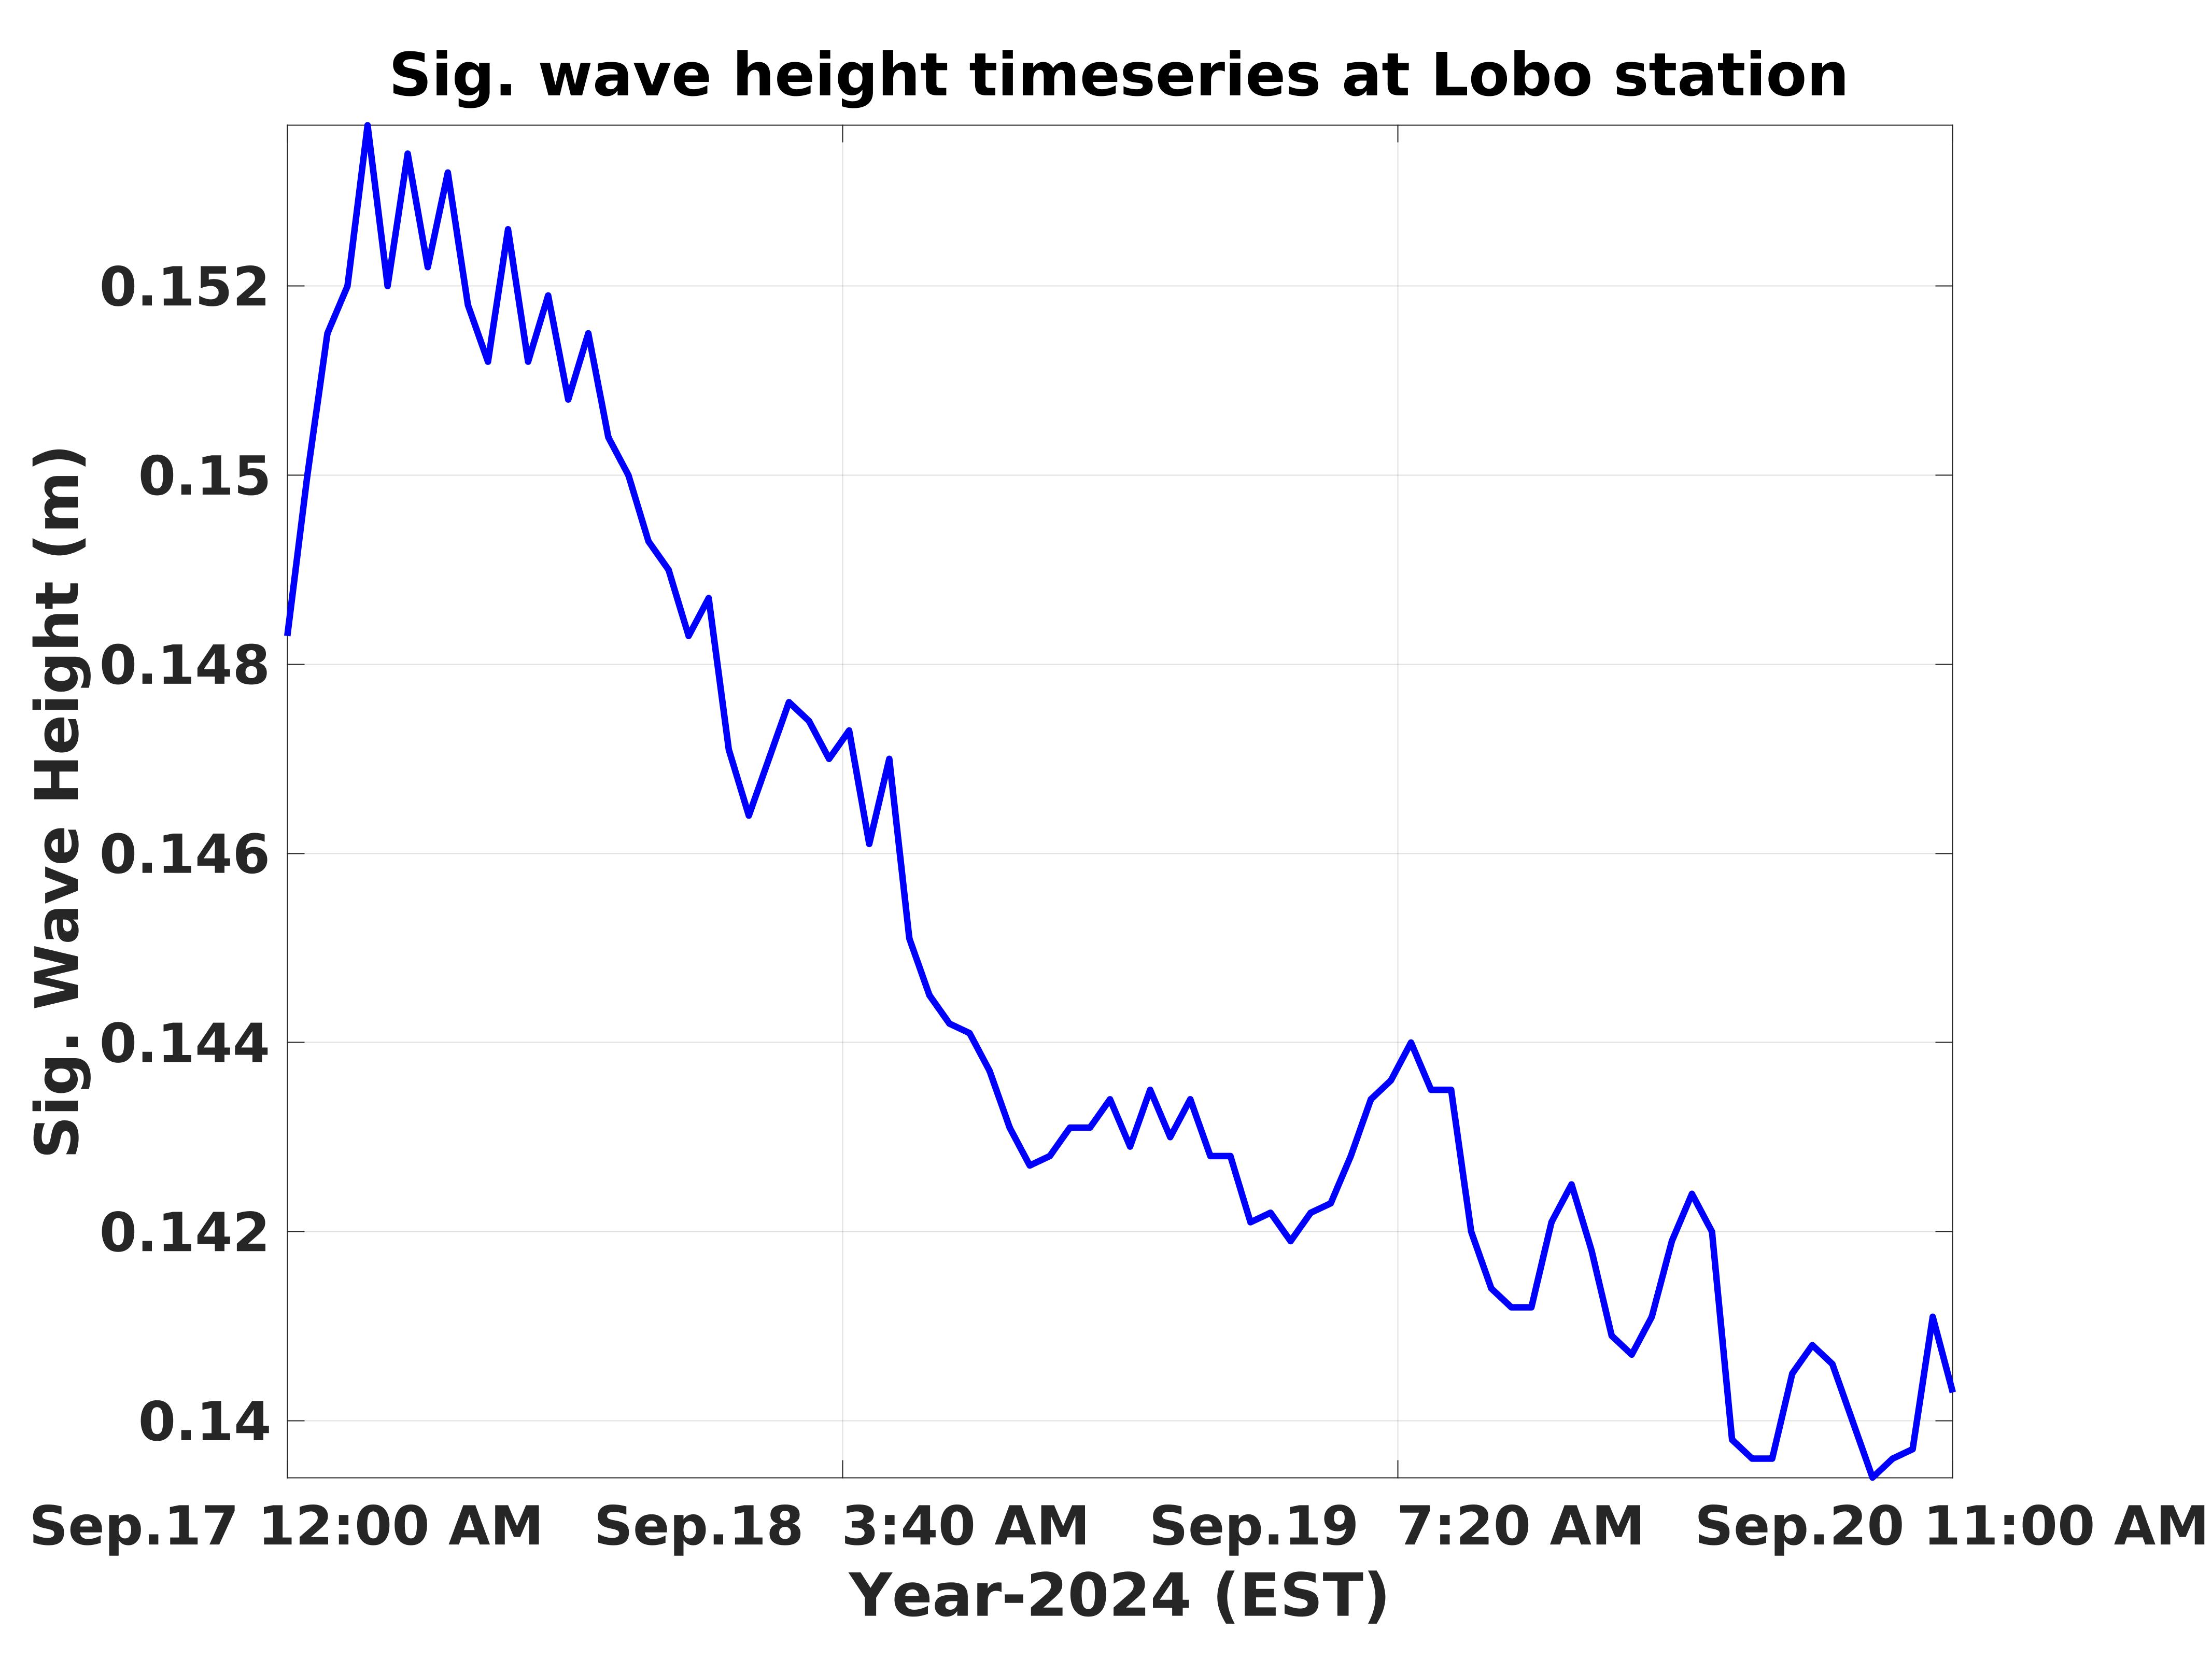 Sig. wave height timeseries at Lobo station
Sig. Wave Height (m)
0.152
0.15
0.148
0.146
0.144
0.142
0.14
Sep.17 12:00 AM
Sep.18 3:40 AM
Sep.19 7:20 AM
Sep.20 11:00 AM
Year-2024 (EST)